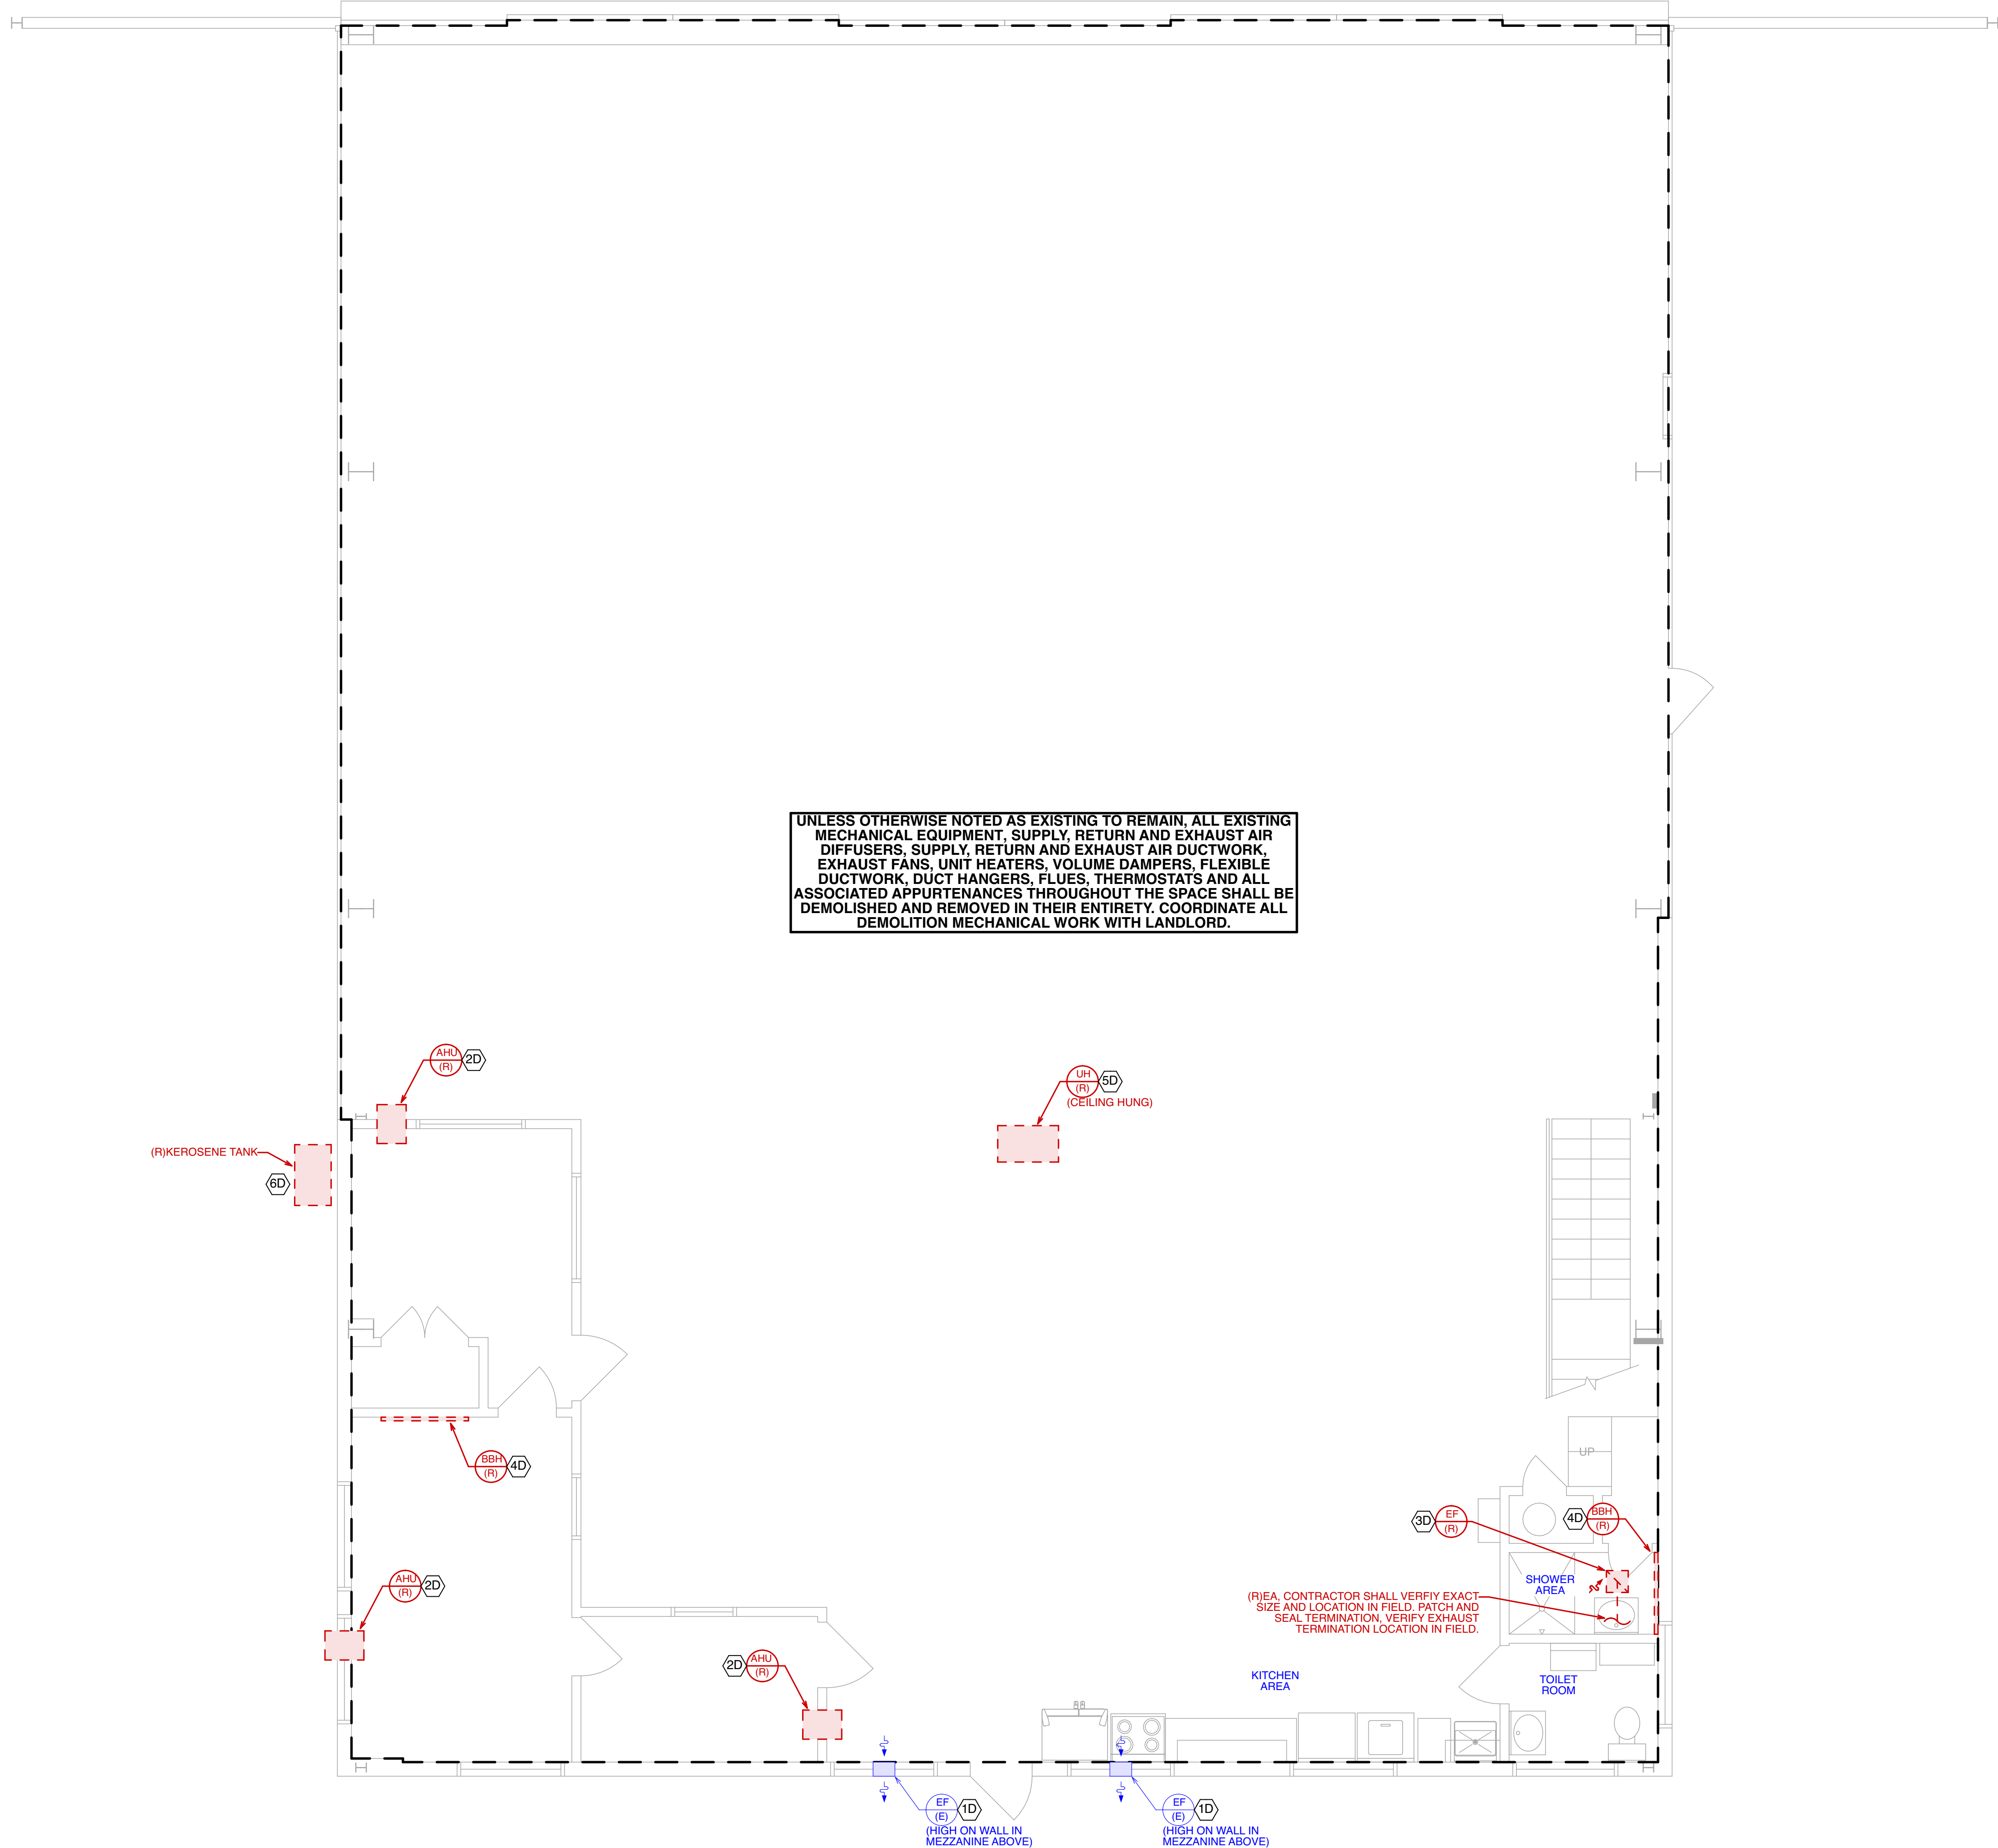 UNLESS OTHERWISE NOTED AS EXISTING TO REMAIN, ALL EXISTING
MECHANICAL EQUIPMENT, SUPPLY, RETURN AND EXHAUST AIR
DIFFUSERS, SUPPLY, RETURN AND EXHAUST AIR DUCTWORK,
EXHAUST FANS, UNIT HEATERS, VOLUME DAMPERS, FLEXIBLE
DUCTWORK, DUCT HANGERS, FLUES, THERMOSTATS AND ALL
ASSOCIATED APPURTENANCES THROUGHOUT THE SPACE SHALL BE
DEMOLISHED AND REMOVED IN THEIR ENTIRETY. COORDINATE ALL
DEMOLITION MECHANICAL WORK WITH LANDLORD.
AHU
(R)
2D
UH
(R)
5D
(CEILING HUNG)
(R)KEROSENE TANK
6D
BBH
(R)
4D
UP
3D
EF
(R)
4D
BBH
(R)
AHU
(R)
2D
SHOWER
AREA
(R)EA, CONTRACTOR SHALL VERFIY EXACT
SIZE AND LOCATION IN FIELD. PATCH AND
SEAL TERMINATION, VERIFY EXHAUST
TERMINATION LOCATION IN FIELD.
2D
AHU
(R)
KITCHEN
AREA
TOILET
ROOM
EF
(E)
1D
(HIGH ON WALL IN
MEZZANINE ABOVE)
EF
(E)
1D
(HIGH ON WALL IN
MEZZANINE ABOVE)